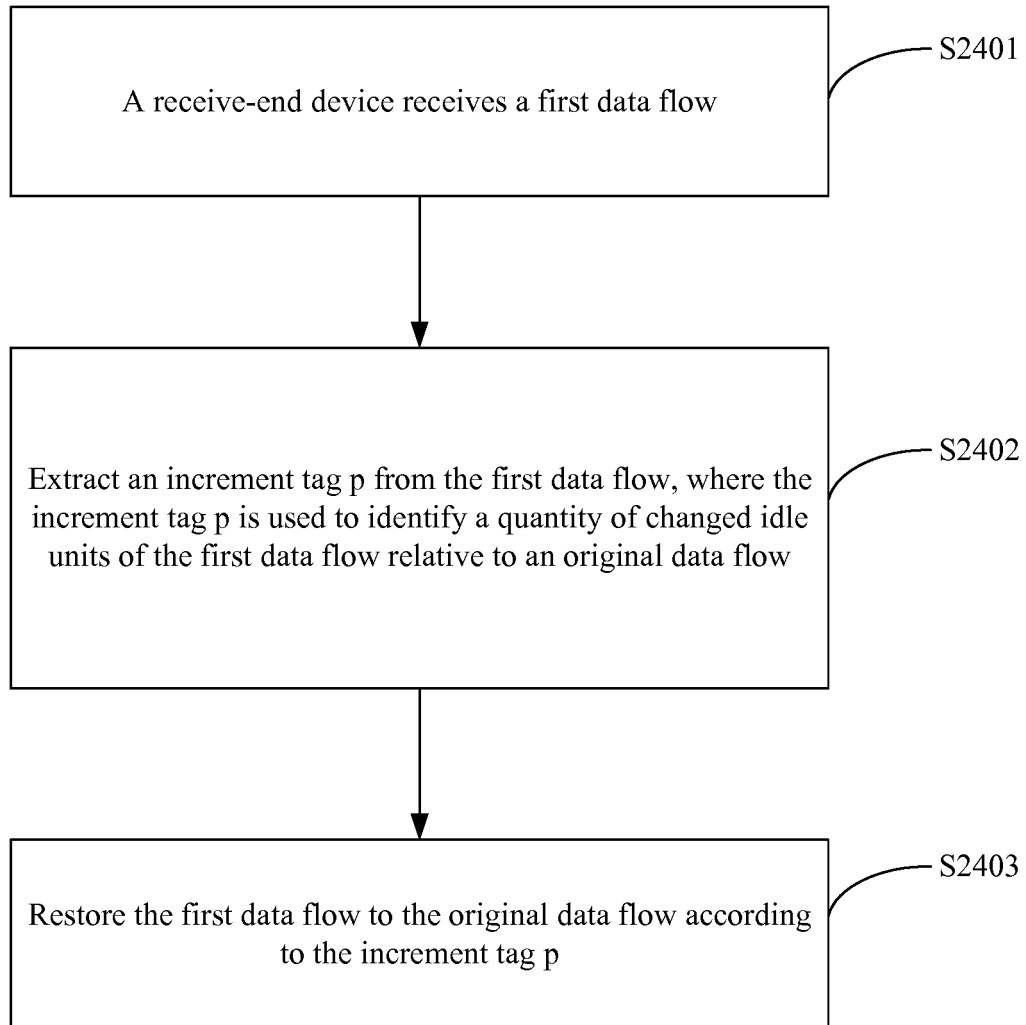 A receive-end device receives a first data flow
S2401
Extract an increment tag p from the first data flow, where the
increment tag p is used to identify a quantity of changed idle
units of the first data flow relative to an original data flow
S2402
Restore the first data flow to the original data flow according
to the increment tag p
S2403